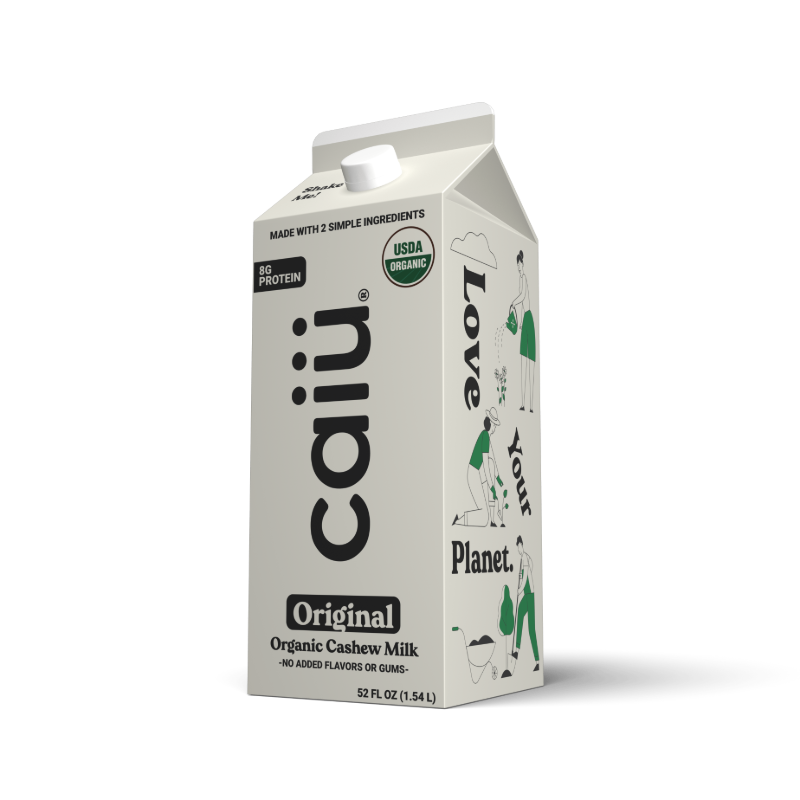 Shake
Me!
MADE WITH 2 SIMPLE INGREDIENTS
8G
PROTEIN
USDA
ORGANIC
caiü®
Original
Organic Cashew Milk
-NO ADDED FLAVORS OR GUMS-
52 FL OZ (1.54 L)
Love
Your
Planet.